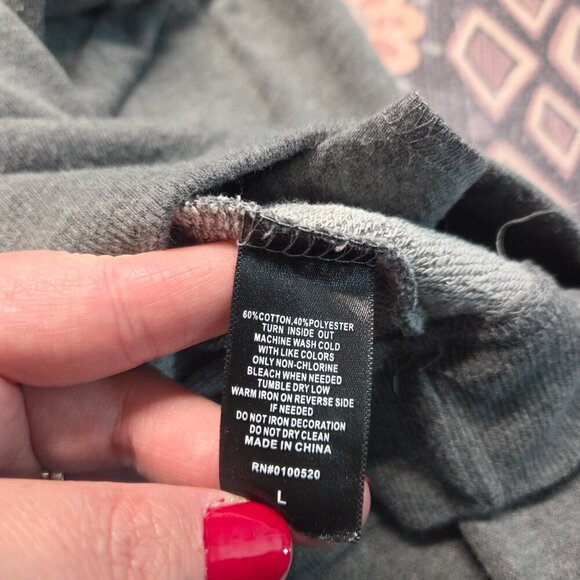 60%COTTON,40%POLYESTER
TURN INSIDE OUT
MACHINE WASH COLD
WITH LIKE COLORS
ONLY NON-CHLORINE
BLEACH WHEN NEEDED
TUMBLE DRY LOW
WARM IRON ON REVERSE SIDE
IF NEEDED
DO NOT IRON DECORATION
DO NOT DRY CLEAN
MADE IN CHINA
RN#0100520
L